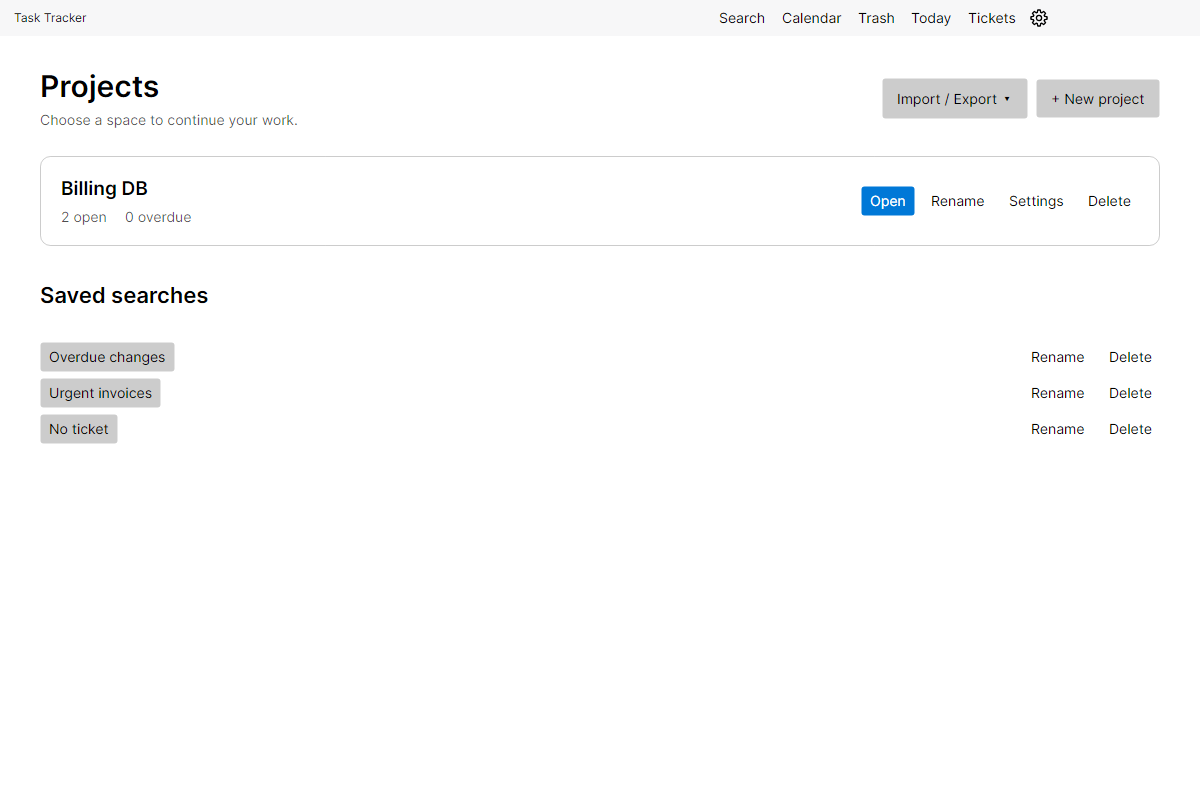 Task Tracker
Search Calendar Trash Today Tickets
Projects
Choose a space to continue your work.
Import / Export ▾
+ New project
Billing DB
2 open 0 overdue
Open Rename Settings Delete
Saved searches
Overdue changes Rename Delete
Urgent invoices Rename Delete
No ticket Rename Delete